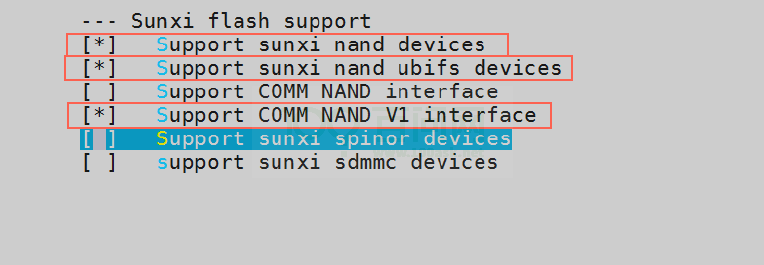 --- Sunxi flash support
[*] Support sunxi nand devices
[*] Support sunxi nand ubifs devices
[ ] Support COMM NAND interface
[*] Support COMM NAND V1 interface
[ ] Support sunxi spinor devices
[ ] support sunxi sdmmc devices